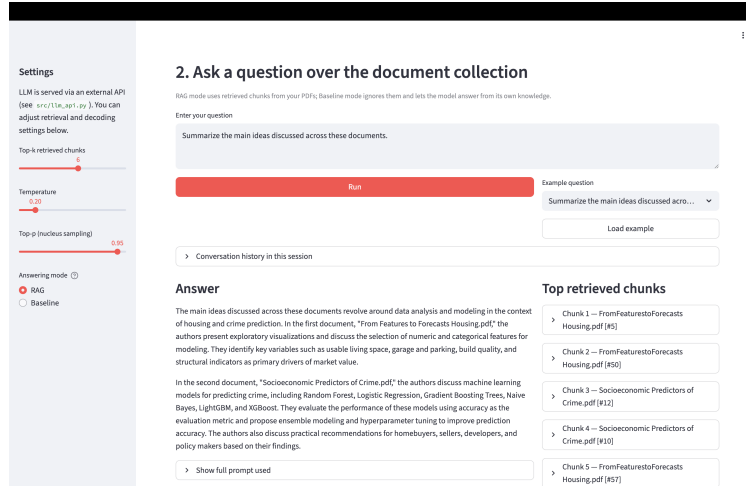 Settings
LLM is served via an external API
(see src/llm_api.py ). You can
adjust retrieval and decoding
settings below.
Top-k retrieved chunks
6
Temperature
0.20
Top-p (nucleus sampling)
0.95
Answering mode
RAG
Baseline
2. Ask a question over the document collection
RAG mode uses retrieved chunks from your PDFs; Baseline mode ignores them and lets the model answer from its own knowledge.
Enter your question
Summarize the main ideas discussed across these documents.
Run
Example question
Summarize the main ideas discussed acro...
Load example
Conversation history in this session
Answer
The main ideas discussed across these documents revolve around data analysis and modeling in the context
of housing and crime prediction. In the first document, "From Features to Forecasts Housing.pdf," the
authors present exploratory visualizations and discuss the selection of numeric and categorical features for
modeling. They identify key variables such as usable living space, garage and parking, build quality, and
structural indicators as primary drivers of market value.
In the second document, "Socioeconomic Predictors of Crime.pdf," the authors discuss machine learning
models for predicting crime, including Random Forest, Logistic Regression, Gradient Boosting Trees, Naive
Bayes, LightGBM, and XGBoost. They evaluate the performance of these models using accuracy as the
evaluation metric and propose ensemble modeling and hyperparameter tuning to improve prediction
accuracy. The authors also discuss practical recommendations for homebuyers, sellers, developers, and
policy makers based on their findings.
Show full prompt used
Top retrieved chunks
Chunk 1 — FromFeaturestoForecasts
Housing.pdf [#5]
Chunk 2 — FromFeaturestoForecasts
Housing.pdf [#50]
Chunk 3 — Socioeconomic Predictors of
Crime.pdf [#12]
Chunk 4 — Socioeconomic Predictors of
Crime.pdf [#10]
Chunk 5 — FromFeaturestoForecasts
Housing.pdf [#57]